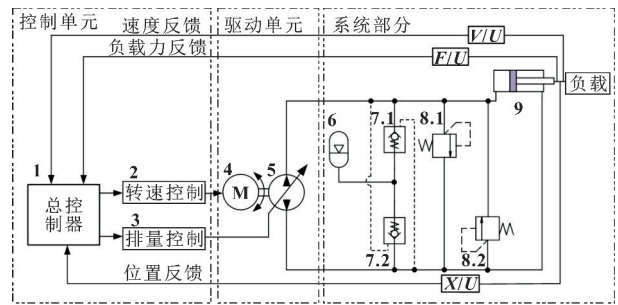 控制单元
驱动单元
系统部分
速度反馈
V/U
负载力反馈
F/U
负载
9
6
7.1
8.1
1
2
4
5
总控制器
转速控制
M
3
排量控制
7.2
8.2
位置反馈
X/U